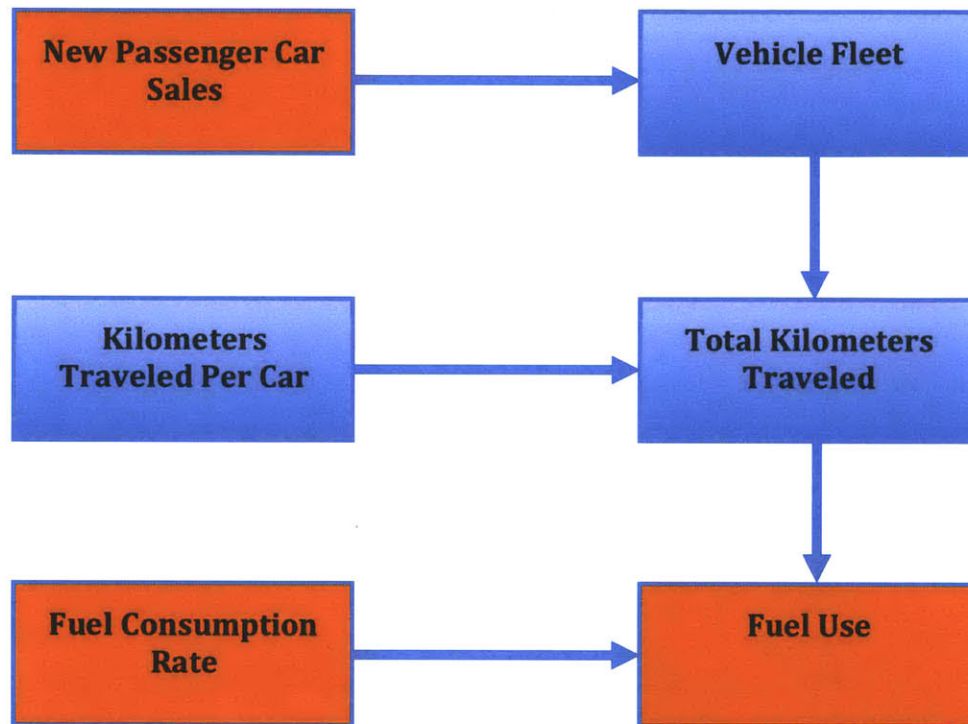 New Passenger Car
Sales
Vehicle Fleet
Kilometers
Traveled Per Car
Total Kilometers
Traveled
Fuel Consumption
Rate
Fuel Use